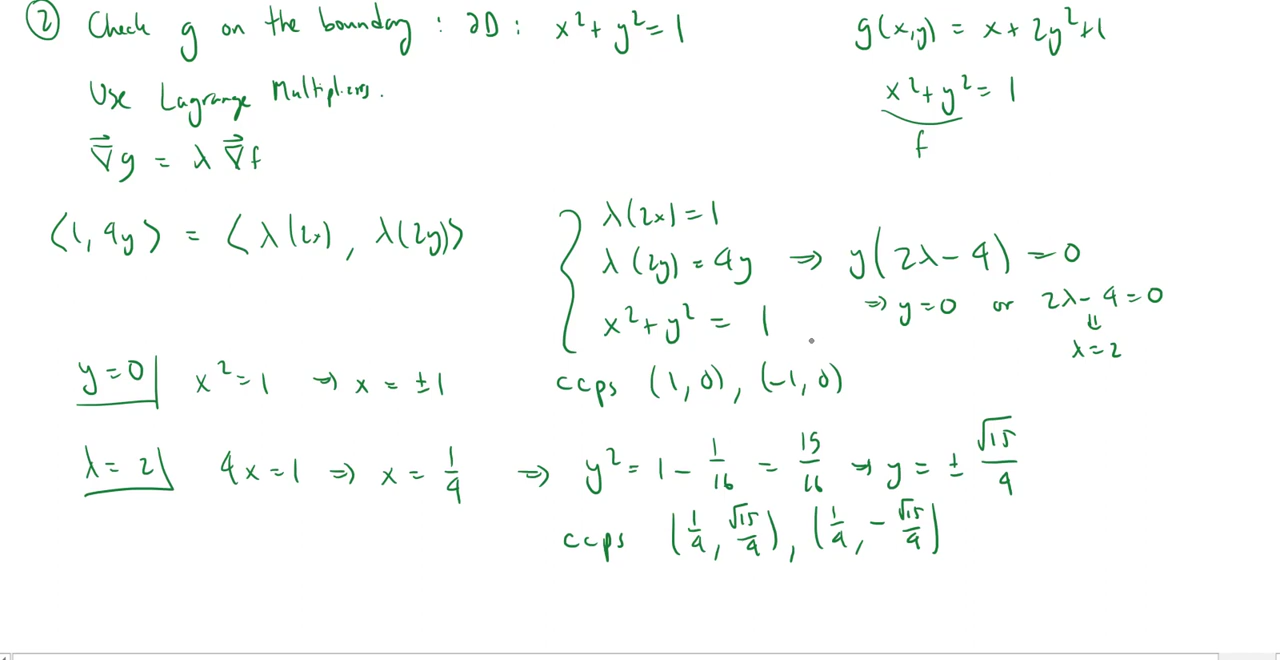 ② Check g on the boundary : ∂D : x² + y² = 1
g(x,y) = x + 2y² + 1
Use Lagrange Multipliers.
x² + y² = 1
f
∇⃗g = λ ∇⃗f
⟨1, 4y⟩ = ⟨λ(2x), λ(2y)⟩
λ(2x) = 1
λ(2y) = 4y ⇒ y(2λ - 4) = 0
⇒ y = 0 or 2λ - 4 = 0
x² + y² = 1
⇓
λ = 2
y = 0 x² = 1 ⇒ x = ±1
ccps (1, 0), (-1, 0)
λ = 2 4x = 1 ⇒ x = 1/4 ⇒ y² = 1 - 1/16 = 15/16 ⇒ y = ± √15/4
ccps (1/4, √15/4), (1/4, -√15/4)